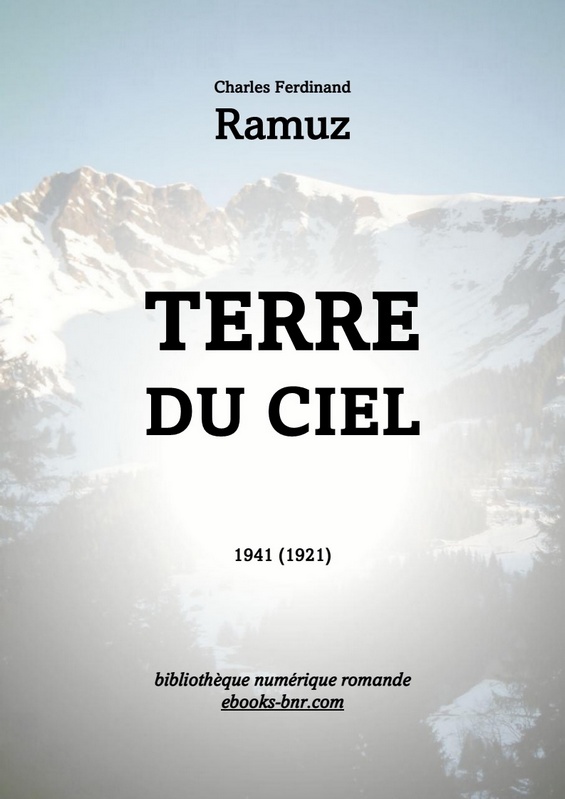 Charles Ferdinand
Ramuz
TERRE
DU CIEL
1941 (1921)
bibliothèque numérique romande
ebooks-bnr.com